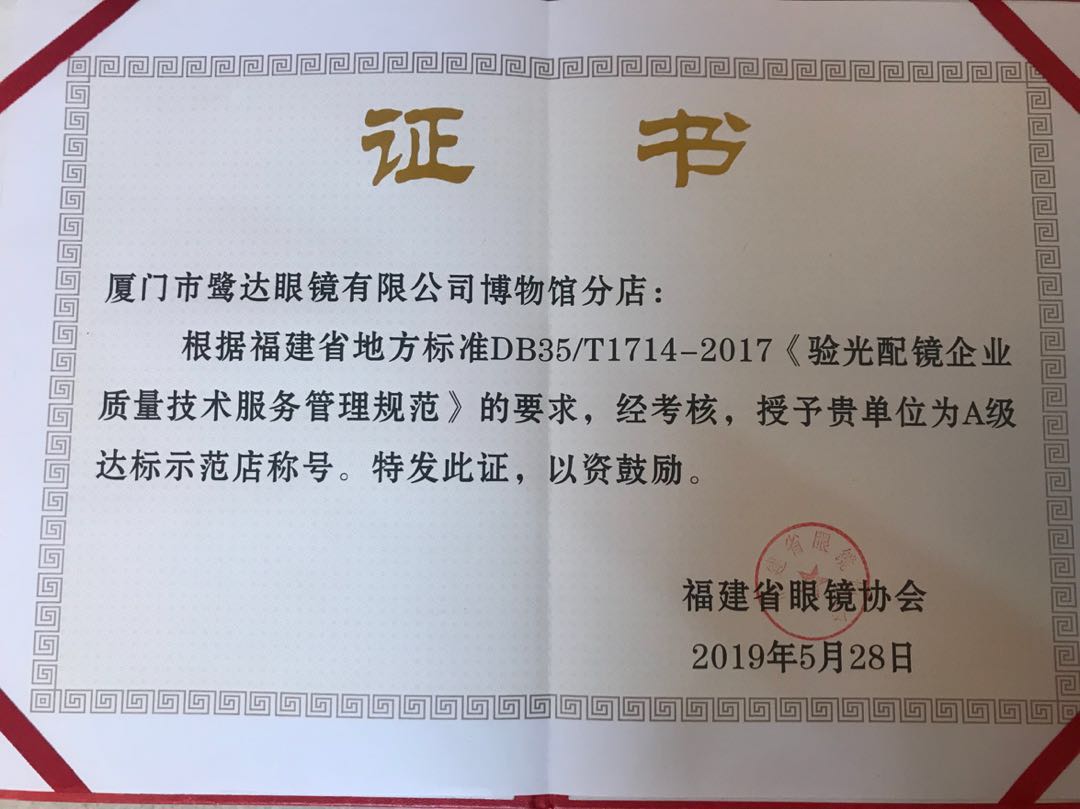 证 书
厦门市鹭达眼镜有限公司博物馆分店：
根据福建省地方标准DB35/T1714-2017《验光配镜企业
质量技术服务管理规范》的要求，经考核，授予贵单位为A级
达标示范店称号。特发此证，以资鼓励。
省眼镜
福建省眼镜协会
2019年5月28日